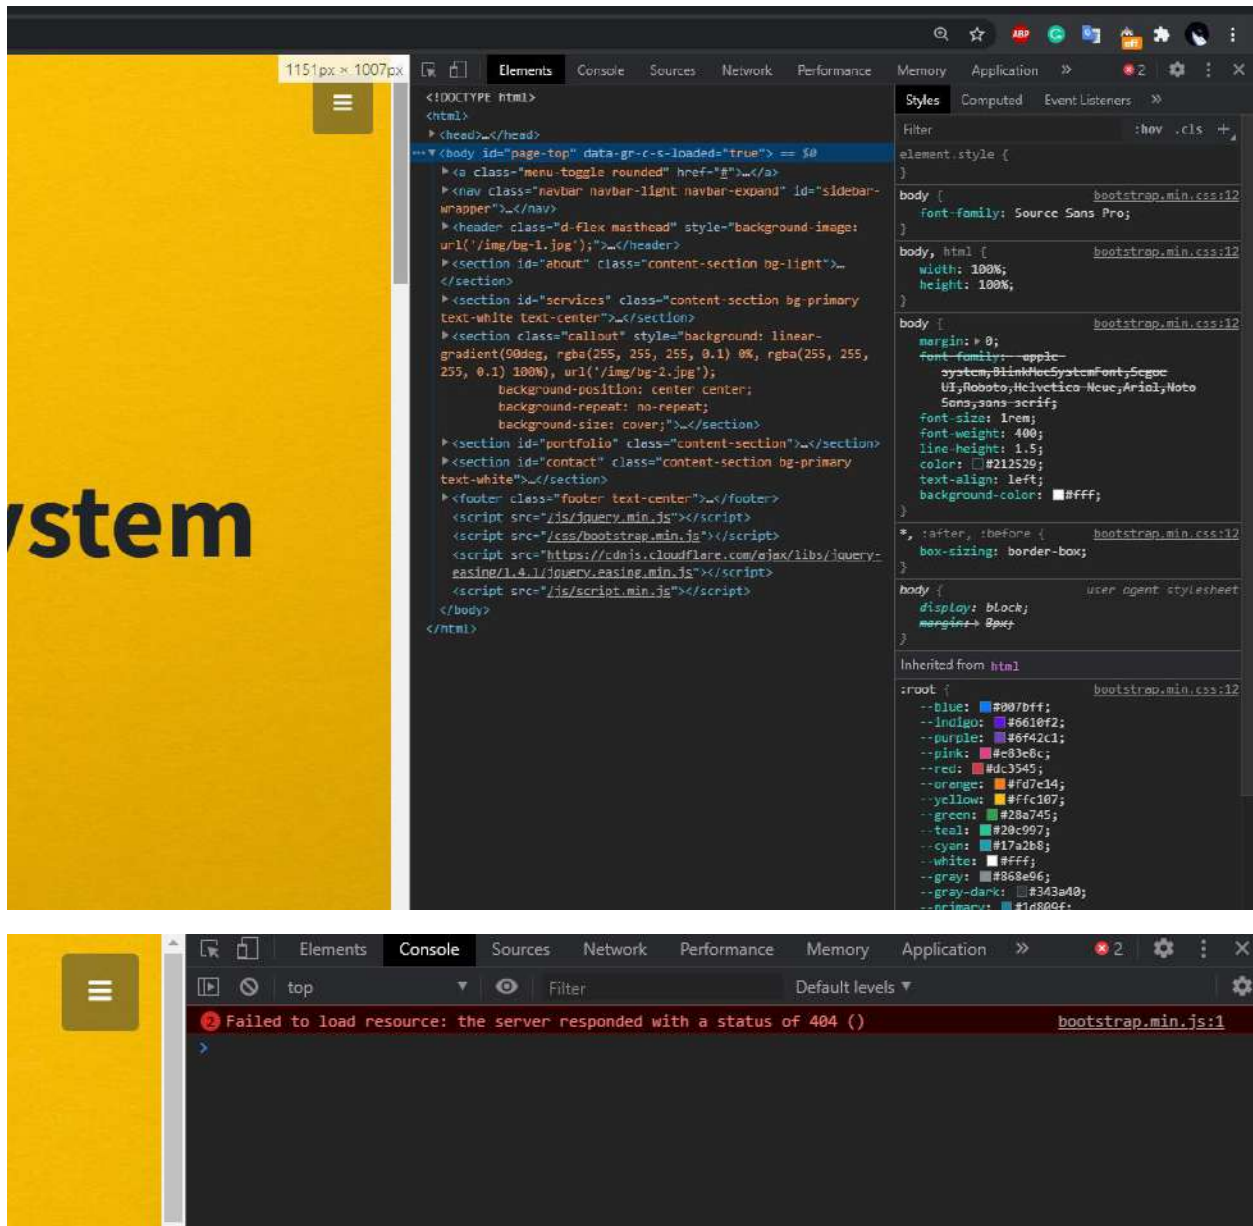 ABP
off
1151px × 1007px
Elements Console Sources Network Performance Memory Application » 2
<!DOCTYPE html>
<html>
<head>…</head>
<body id="page-top" data-gr-c-s-loaded="true"> == $0
<a class="menu-toggle rounded" href="#">…</a>
<nav class="navbar navbar-light navbar-expand" id="sidebar-
wrapper">…</nav>
<header class="d-flex masthead" style="background-image:
url('/img/bg-1.jpg');">…</header>
<section id="about" class="content-section bg-light">…
</section>
<section id="services" class="content-section bg-primary
text-white text-center">…</section>
<section class="callout" style="background: linear-
gradient(90deg, rgba(255, 255, 255, 0.1) 0%, rgba(255, 255,
255, 0.1) 100%), url('/img/bg-2.jpg');
background-position: center center;
background-repeat: no-repeat;
background-size: cover;">…</section>
<section id="portfolio" class="content-section">…</section>
<section id="contact" class="content-section bg-primary
text-white">…</section>
<footer class="footer text-center">…</footer>
<script src="/js/jquery.min.js"></script>
<script src="/css/bootstrap.min.js"></script>
<script src="https://cdnjs.cloudflare.com/ajax/libs/jquery-
easing/1.4.1/jquery.easing.min.js"></script>
<script src="/js/script.min.js"></script>
</body>
</html>
ystem
Styles Computed Event Listeners »
Filter :hov .cls +
element.style {
}
body { bootstrap.min.css:12
font-family: Source Sans Pro;
}
body, html { bootstrap.min.css:12
width: 100%;
height: 100%;
}
body { bootstrap.min.css:12
margin: 0;
font-family: -apple-
system,BlinkMacSystemFont,Segoe
UI,Roboto,Helvetica Neue,Arial,Noto
Sans,sans-serif;
font-size: 1rem;
font-weight: 400;
line-height: 1.5;
color: #212529;
text-align: left;
background-color: #fff;
}
*, :after, :before { bootstrap.min.css:12
box-sizing: border-box;
}
body { user agent stylesheet
display: block;
margin: 8px;
}
Inherited from html
:root { bootstrap.min.css:12
--blue: #007bff;
--indigo: #6610f2;
--purple: #6f42c1;
--pink: #e83e8c;
--red: #dc3545;
--orange: #fd7e14;
--yellow: #ffc107;
--green: #28a745;
--teal: #20c997;
--cyan: #17a2b8;
--white: #fff;
--gray: #868e96;
--gray-dark: #343a40;
--primary: #1d809f;
Elements Console Sources Network Performance Memory Application » 2
top Filter Default levels ▼
2 Failed to load resource: the server responded with a status of 404 () bootstrap.min.js:1
>